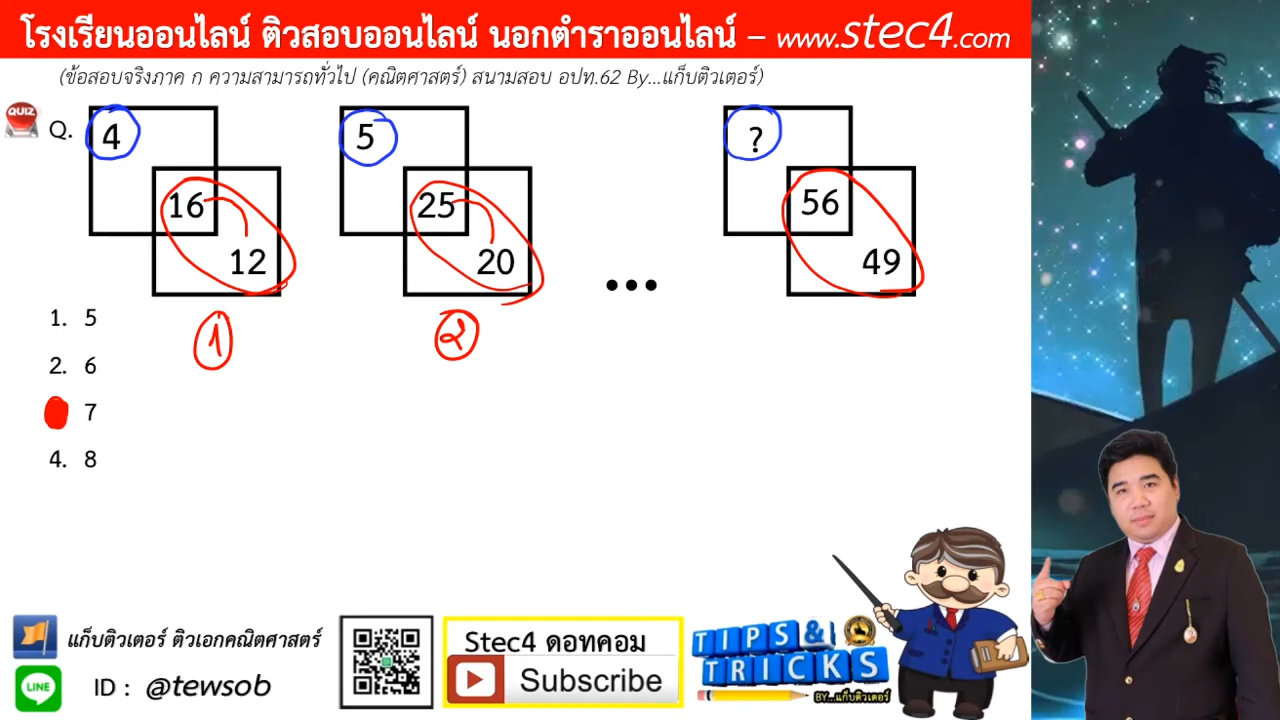 โรงเรียนออนไลน์ ติวสอบออนไลน์ นอกตำราออนไลน์ – www.stec4.com
(ข้อสอบจริงภาค ก ความสามารถทั่วไป (คณิตศาสตร์) สนามสอบ อปท.62 By...แก็บติวเตอร์)
QUIZ
Q.
4
16
12
5
25
20
...
?
56
49
1
2
1. 5
2. 6
7
4. 8
แก็บติวเตอร์ ติวเอกคณิตศาสตร์
LINE
ID : @tewsob
Stec4 ดอทคอม
Subscribe
TIPS &
TRICKS
BY...แก็บติวเตอร์